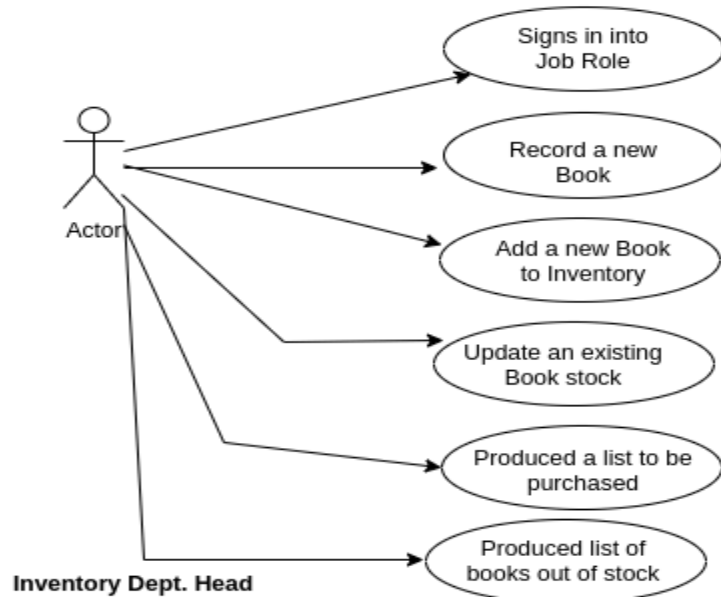 Signs in into
Job Role
Record a new
Book
Actor
Add a new Book
to Inventory
Update an existing
Book stock
Produced a list to be
purchased
Produced list of
books out of stock
Inventory Dept. Head